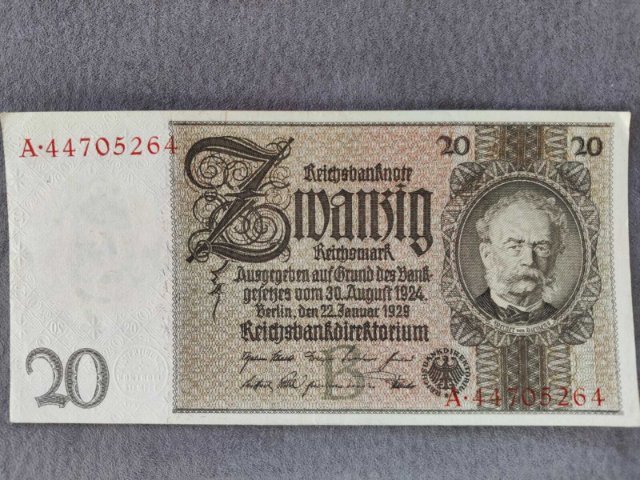 A·44705264
20 20
Reichsbanknote
Zwanzig
Reichsmark
Ausgegeben auf Grund des Bank-
gesetzes vom 30. August 1924.
Berlin, den 22. Januar 1929
Reichsbankdirektorium
20
B
A·44705264